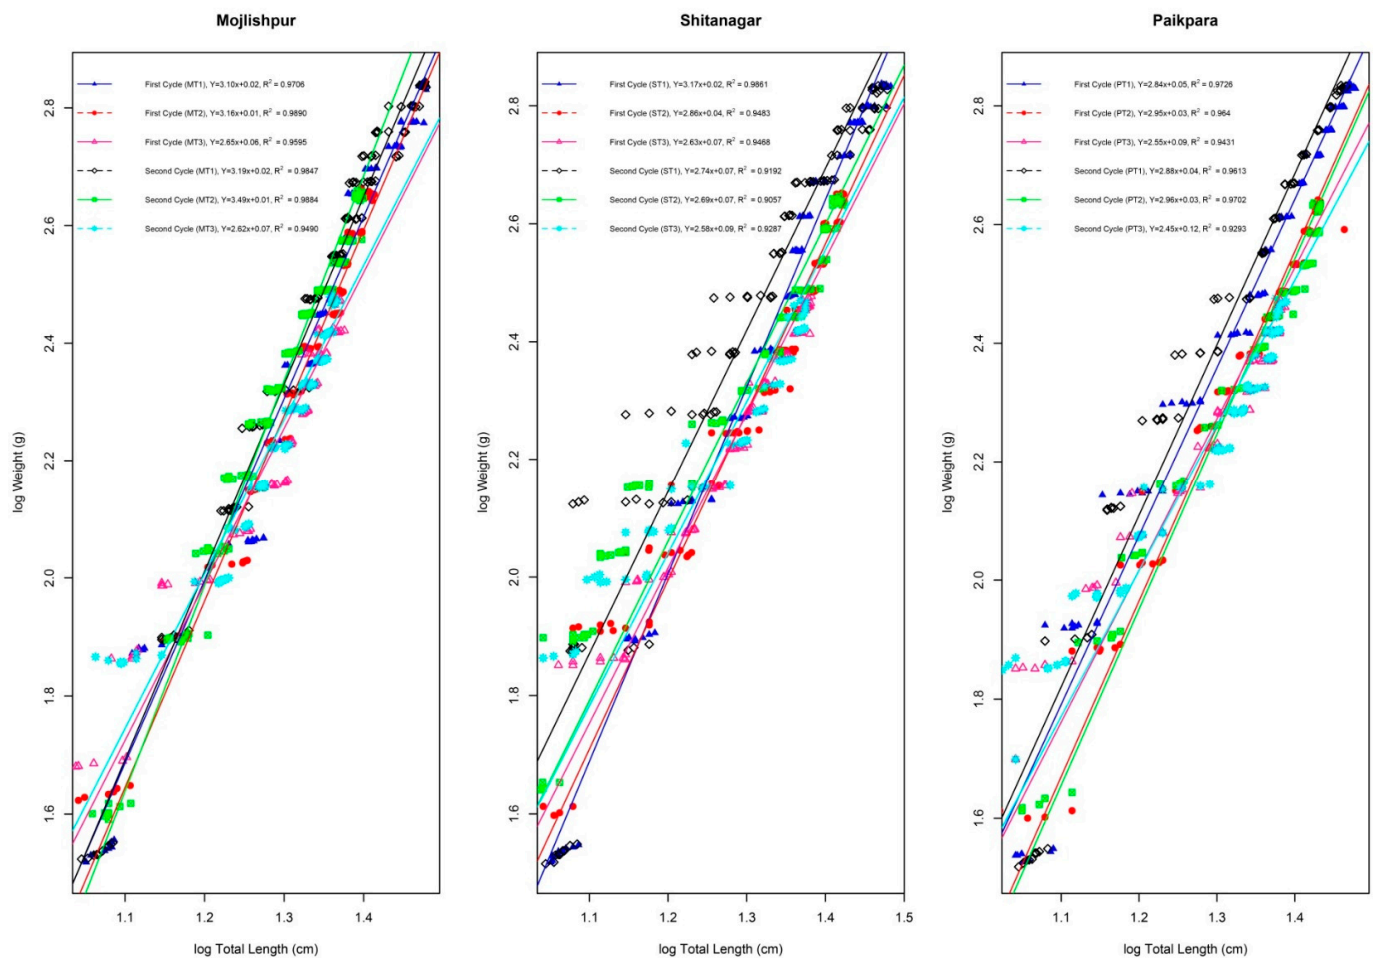 Mojlishpur
First Cycle (MT1), Y=3.10x+0.02, R² = 0.9706
First Cycle (MT2), Y=3.16x+0.01, R² = 0.9890
First Cycle (MT3), Y=2.65x+0.06, R² = 0.9595
Second Cycle (MT1), Y=3.19x+0.02, R² = 0.9847
Second Cycle (MT2), Y=3.49x+0.01, R² = 0.9884
Second Cycle (MT3), Y=2.62x+0.07, R² = 0.9490
log Weight (g)
2.8
2.6
2.4
2.2
2.0
1.8
1.6
1.1 1.2 1.3 1.4
log Total Length (cm)
Shitanagar
First Cycle (ST1), Y=3.17x+0.02, R² = 0.9861
First Cycle (ST2), Y=2.86x+0.04, R² = 0.9483
First Cycle (ST3), Y=2.63x+0.07, R² = 0.9468
Second Cycle (ST1), Y=2.74x+0.07, R² = 0.9192
Second Cycle (ST2), Y=2.69x+0.07, R² = 0.9057
Second Cycle (ST3), Y=2.58x+0.09, R² = 0.9287
log Weight (g)
2.8
2.6
2.4
2.2
2.0
1.8
1.6
1.1 1.2 1.3 1.4 1.5
log Total Length (cm)
Paikpara
First Cycle (PT1), Y=2.84x+0.05, R² = 0.9726
First Cycle (PT2), Y=2.95x+0.03, R² = 0.964
First Cycle (PT3), Y=2.55x+0.09, R² = 0.9431
Second Cycle (PT1), Y=2.88x+0.04, R² = 0.9613
Second Cycle (PT2), Y=2.96x+0.03, R² = 0.9702
Second Cycle (PT3), Y=2.45x+0.12, R² = 0.9293
log Weight (g)
2.8
2.6
2.4
2.2
2.0
1.8
1.6
1.1 1.2 1.3 1.4
log Total Length (cm)